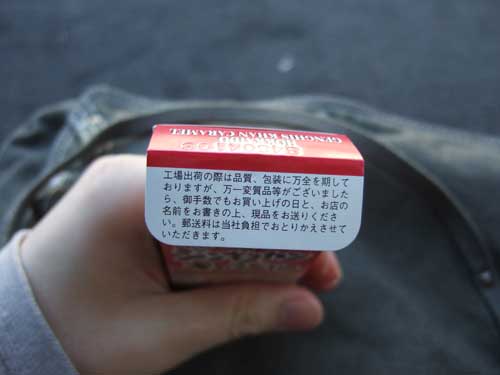 GENGHIS KHAN CARAMEL
HOKKAIDO
工場出荷の際は品質、包装に万全を期して
おりますが、万一変質品等がございました
ら、御手数でもお買い上げの日と、お店の
名前をお書きの上、現品をお送りくださ
い。郵送料は当社負担でおとりかえさせて
いただきます。